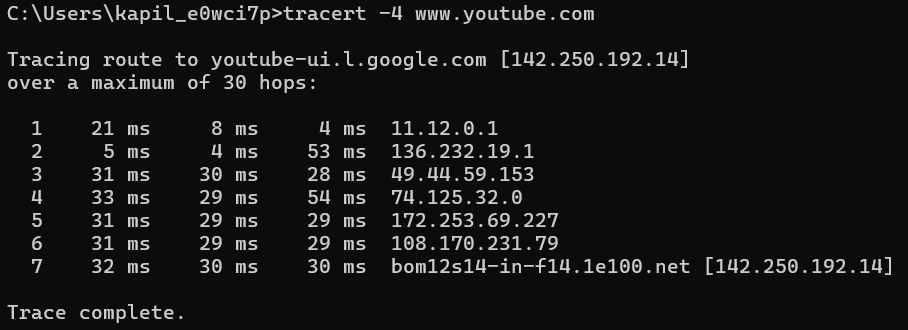 C:\Users\kapil_e0wci7p>tracert -4 www.youtube.com
Tracing route to youtube-ui.l.google.com [142.250.192.14]
over a maximum of 30 hops:
1 21 ms 8 ms 4 ms 11.12.0.1
2 5 ms 4 ms 53 ms 136.232.19.1
3 31 ms 30 ms 28 ms 49.44.59.153
4 33 ms 29 ms 54 ms 74.125.32.0
5 31 ms 29 ms 29 ms 172.253.69.227
6 31 ms 29 ms 29 ms 108.170.231.79
7 32 ms 30 ms 30 ms bom12s14-in-f14.1e100.net [142.250.192.14]
Trace complete.